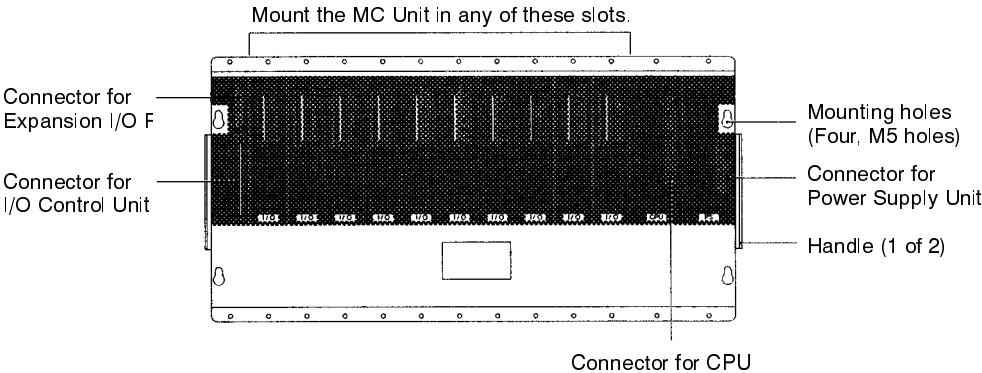 Mount the MC Unit in any of these slots.
Connector for
Expansion I/O
Mounting holes
(Four, M5 holes)
Connector for
I/O Control Unit
Connector for
Power Supply Unit
I/O I/O I/O I/O I/O I/O I/O I/O I/O I/O CPU PS
Handle (1 of 2)
Connector for CPU